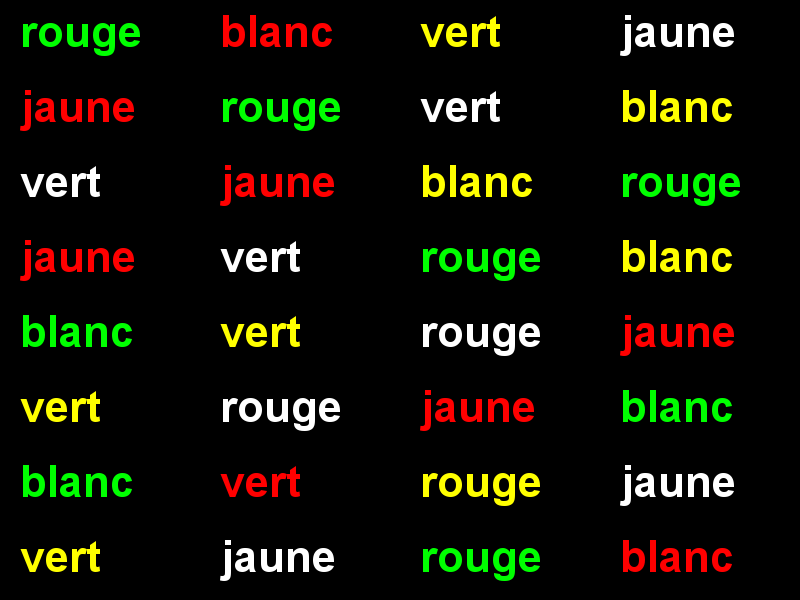 rouge blanc vert jaune
jaune rouge vert blanc
vert jaune blanc rouge
jaune vert rouge blanc
blanc vert rouge jaune
vert rouge jaune blanc
blanc vert rouge jaune
vert jaune rouge blanc